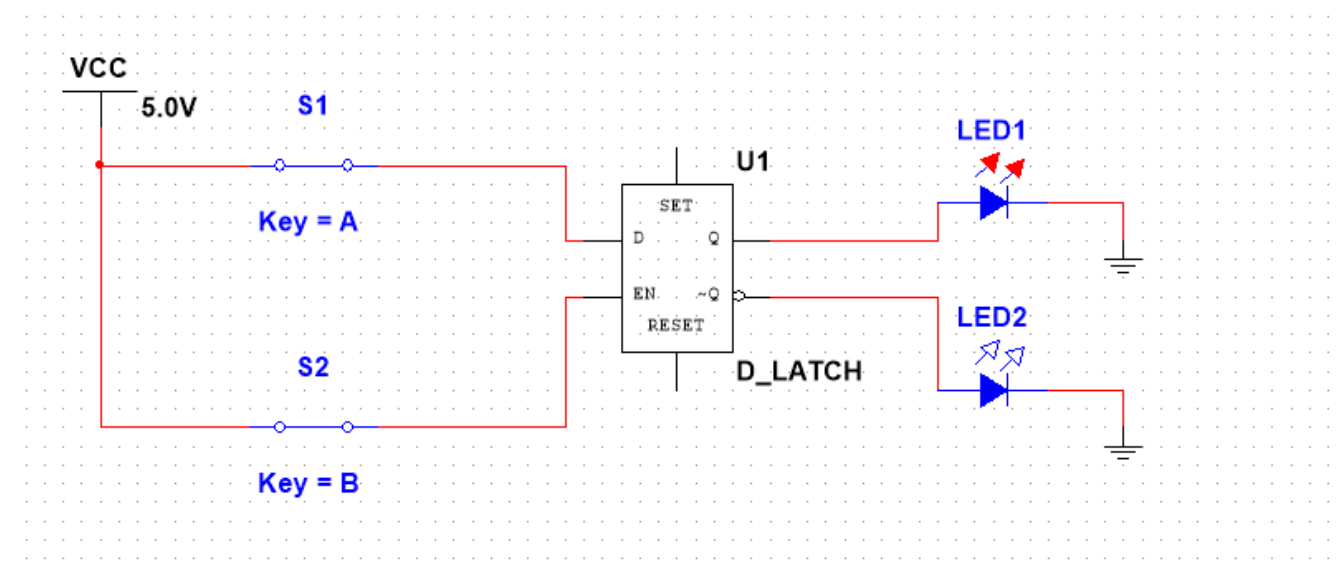 VCC
5.0V
S1
Key = A
S2
Key = B
U1
SET
D Q
EN ~Q
RESET
D_LATCH
LED1
LED2